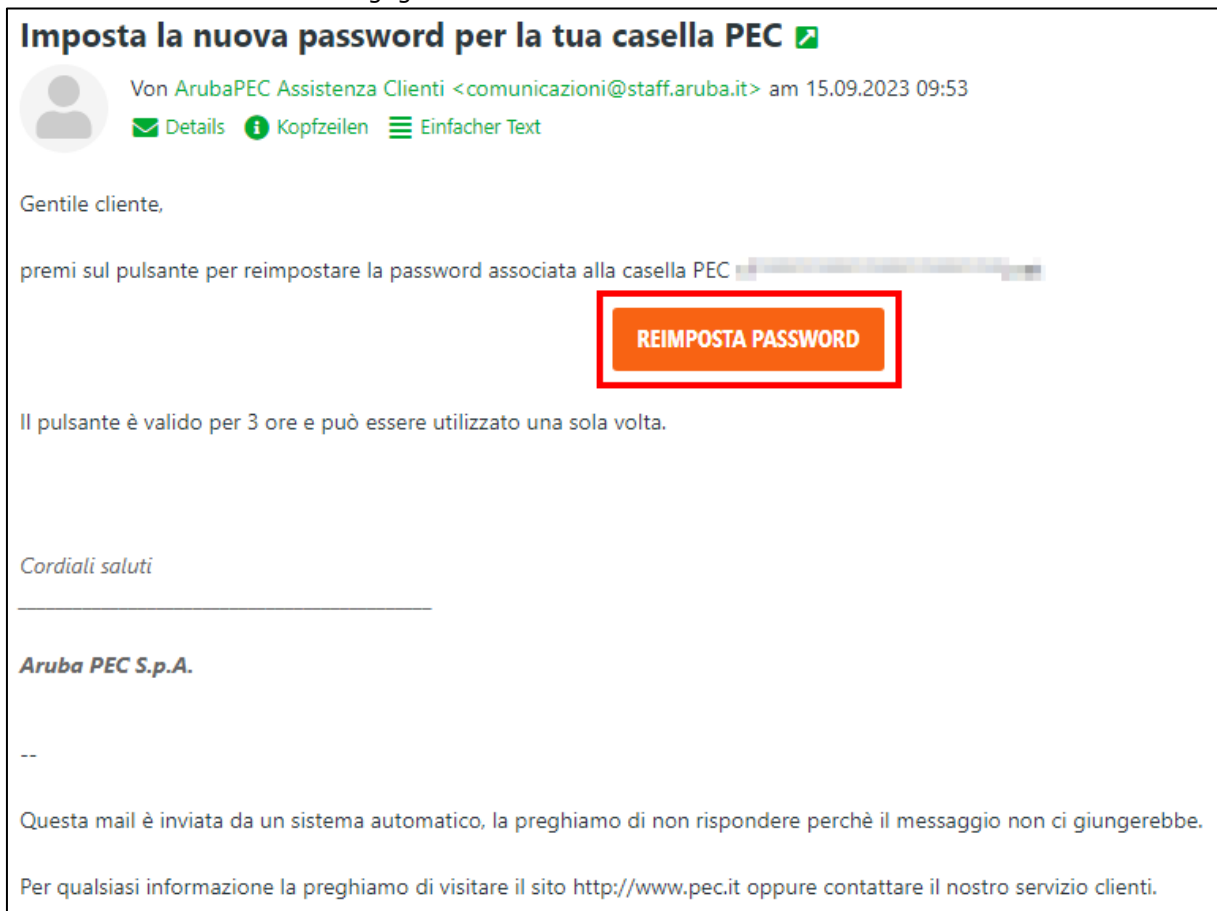 Imposta la nuova password per la tua casella PEC
Von ArubaPEC Assistenza Clienti <comunicazioni@staff.aruba.it> am 15.09.2023 09:53
Details Kopfzeilen Einfacher Text
Gentile cliente,
premi sul pulsante per reimpostare la password associata alla casella PEC
REIMPOSTA PASSWORD
Il pulsante è valido per 3 ore e può essere utilizzato una sola volta.
Cordiali saluti
Aruba PEC S.p.A.
--
Questa mail è inviata da un sistema automatico, la preghiamo di non rispondere perchè il messaggio non ci giungerebbe.
Per qualsiasi informazione la preghiamo di visitare il sito http://www.pec.it oppure contattare il nostro servizio clienti.